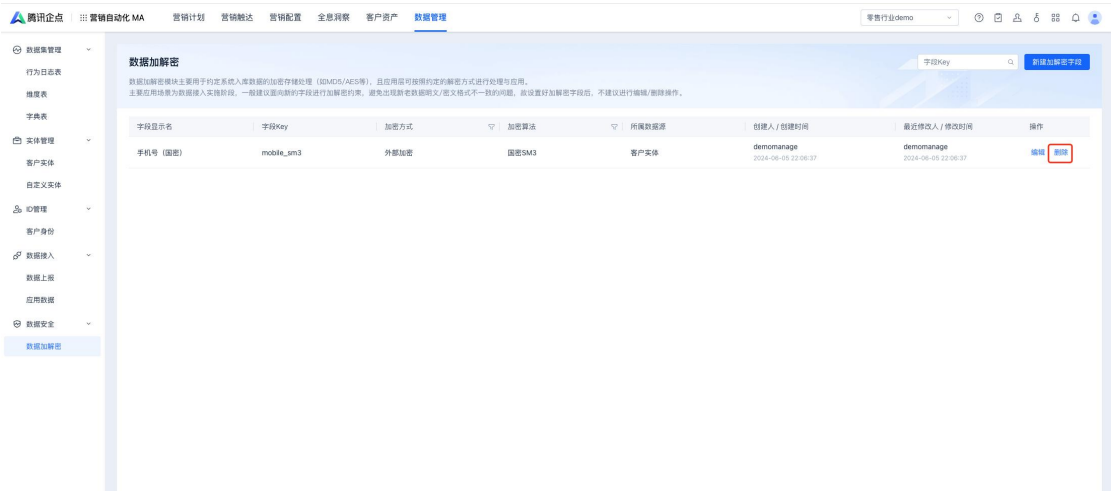 腾讯企点 营销自动化 MA 营销计划 营销触达 营销配置 全息洞察 客户资产 数据管理 零售行业demo
数据集管理
行为日志表
维度表
字典表
实体管理
客户实体
自定义实体
ID管理
客户身份
数据接入
数据上报
应用数据
数据安全
数据加解密
数据加解密
字段Key 新建加解密字段
数据加解密模块主要用于约定系统入库数据的加密存储处理（如MD5/AES等），且应用层可按照约定的解密方式进行处理与应用。
主要应用场景为数据接入实施阶段，一般建议面向新的字段进行加解密约束，避免出现新老数据明文/密文格式不一致的问题，故设置好加解密字段后，不建议进行编辑/删除操作。
字段显示名 字段Key 加密方式 加密算法 所属数据源 创建人 / 创建时间 最近修改人 / 修改时间 操作
手机号（国密） mobile_sm3 外部加密 国密SM3 客户实体 demomanage demomanage 编辑 删除
2024-06-05 22:06:37 2024-06-05 22:06:37